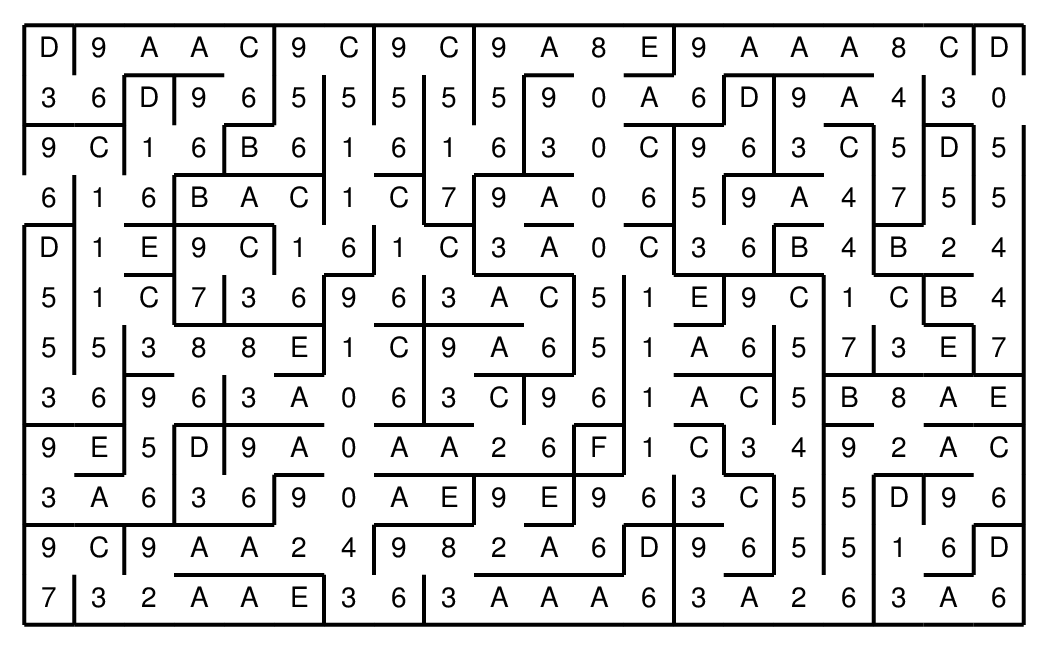 D 9 A A C 9 C 9 C 9 A 8 E 9 A A A 8 C D
3 6 D 9 6 5 5 5 5 5 9 0 A 6 D 9 A 4 3 0
9 C 1 6 B 6 1 6 1 6 3 0 C 9 6 3 C 5 D 5
6 1 6 B A C 1 C 7 9 A 0 6 5 9 A 4 7 5 5
D 1 E 9 C 1 6 1 C 3 A 0 C 3 6 B 4 B 2 4
5 1 C 7 3 6 9 6 3 A C 5 1 E 9 C 1 C B 4
5 5 3 8 8 E 1 C 9 A 6 5 1 A 6 5 7 3 E 7
3 6 9 6 3 A 0 6 3 C 9 6 1 A C 5 B 8 A E
9 E 5 D 9 A 0 A A 2 6 F 1 C 3 4 9 2 A C
3 A 6 3 6 9 0 A E 9 E 9 6 3 C 5 5 D 9 6
9 C 9 A A 2 4 9 8 2 A 6 D 9 6 5 5 1 6 D
7 3 2 A A E 3 6 3 A A A 6 3 A 2 6 3 A 6